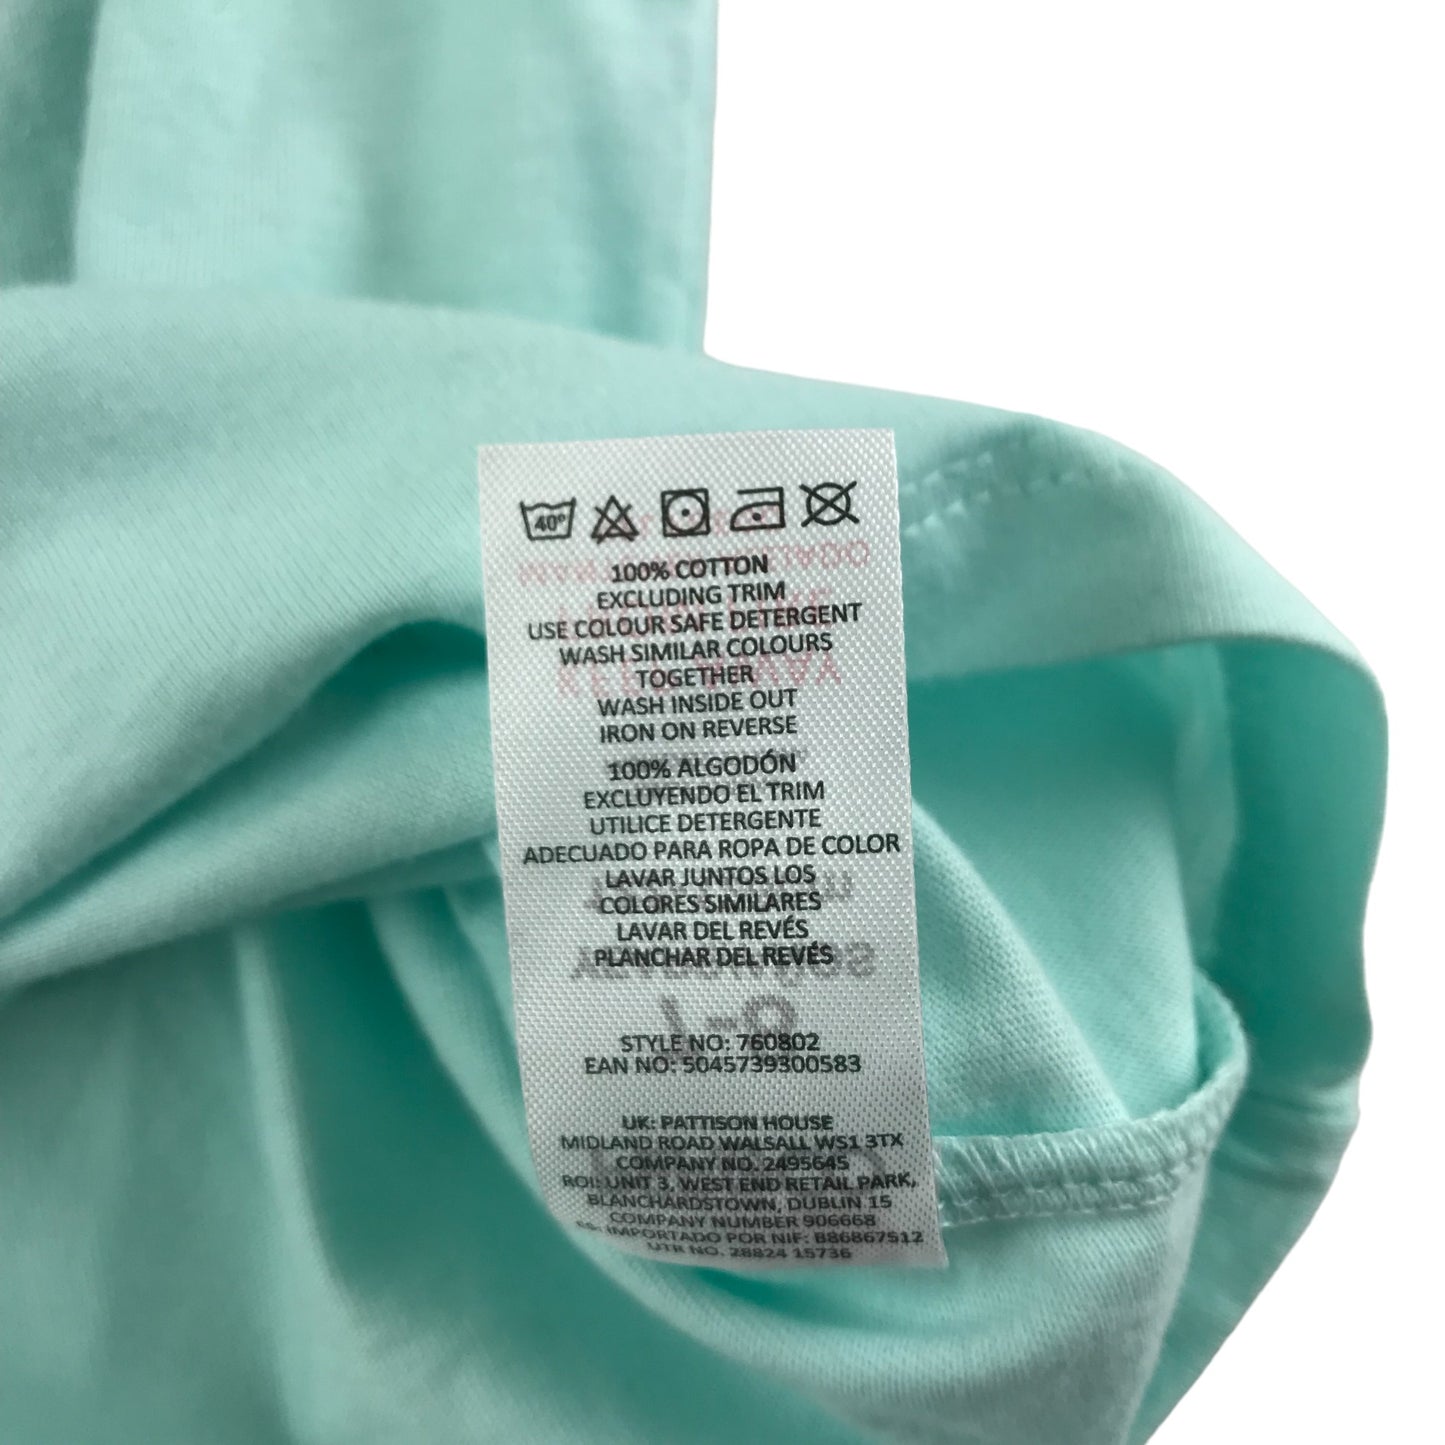 40°
100% COTTON
EXCLUDING TRIM
USE COLOUR SAFE DETERGENT
WASH SIMILAR COLOURS
TOGETHER
WASH INSIDE OUT
IRON ON REVERSE
100% ALGODÓN
EXCLUYENDO EL TRIM
UTILICE DETERGENTE
ADECUADO PARA ROPA DE COLOR
LAVAR JUNTOS LOS
COLORES SIMILARES
LAVAR DEL REVÉS
PLANCHAR DEL REVÉS
STYLE NO: 760802
EAN NO: 5045739300583
UK: PATTISON HOUSE
MIDLAND ROAD WALSALL WS1 3TX
COMPANY NO. 2495645
ROI: UNIT 3, WEST END RETAIL PARK,
BLANCHARDSTOWN, DUBLIN 15
COMPANY NUMBER 906668
IMPORTADO POR NIF: B86867512
UTR NO. 28824 15736